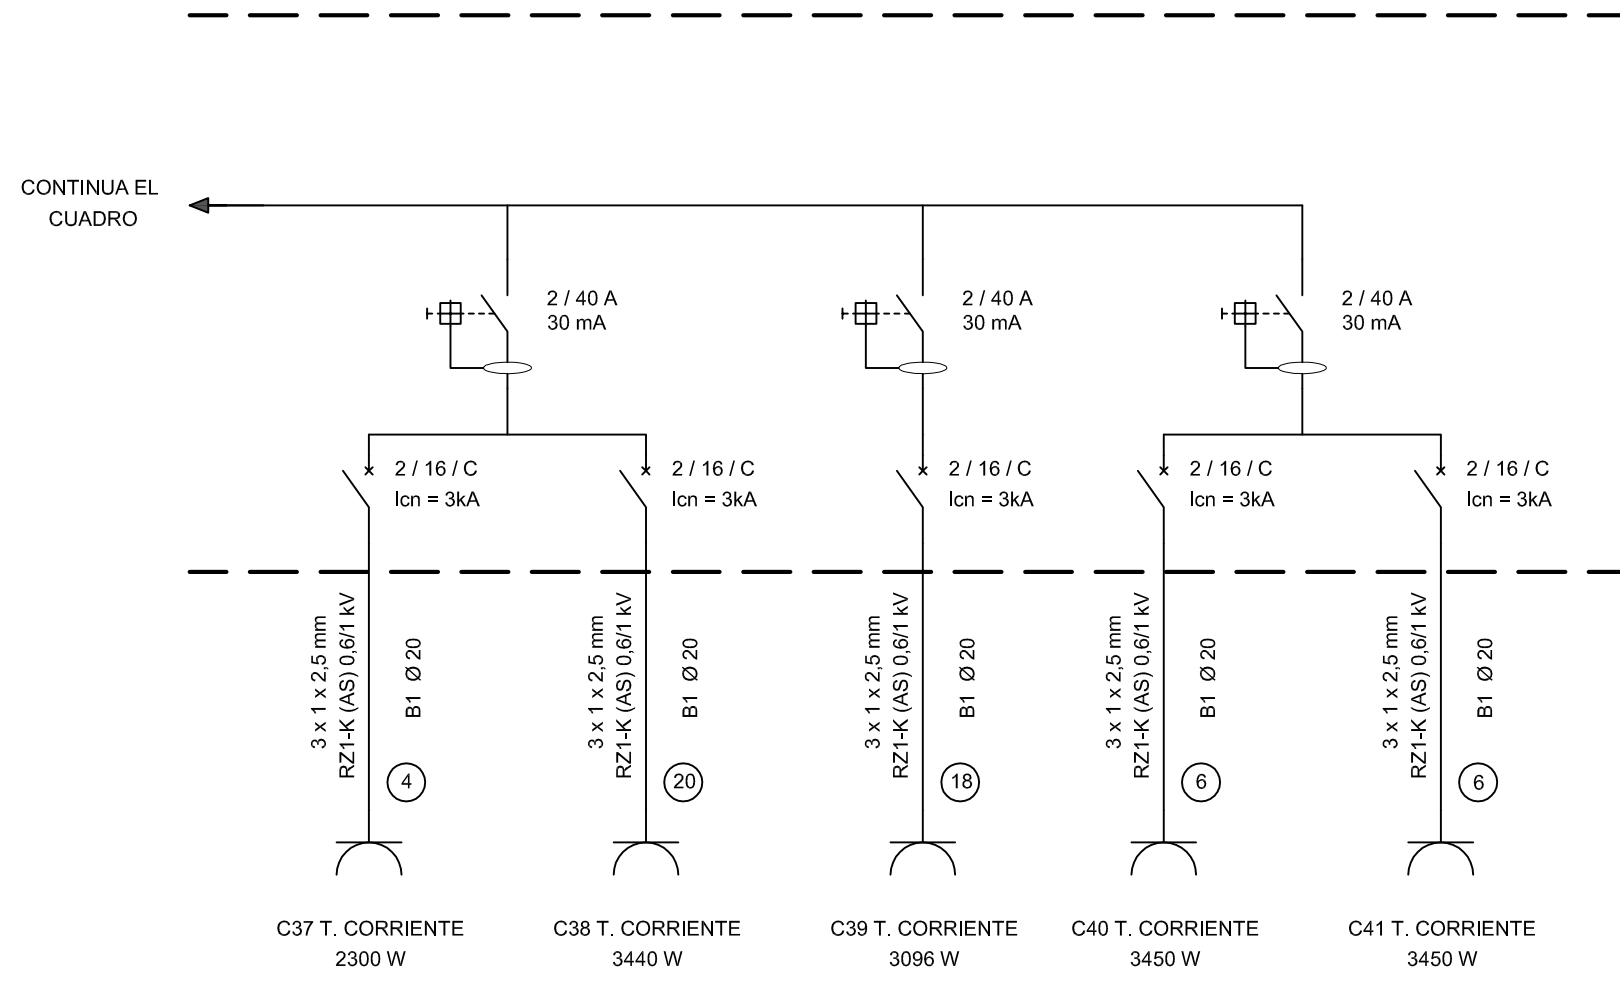 CONTINUA EL
CUADRO
2 / 40 A
30 mA
2 / 40 A
30 mA
2 / 40 A
30 mA
2 / 16 / C
Icn = 3kA
2 / 16 / C
Icn = 3kA
2 / 16 / C
Icn = 3kA
2 / 16 / C
Icn = 3kA
2 / 16 / C
Icn = 3kA
3 x 1 x 2,5 mm
RZ1-K (AS) 0,6/1 kV
B1 Ø 20
4
3 x 1 x 2,5 mm
RZ1-K (AS) 0,6/1 kV
B1 Ø 20
20
3 x 1 x 2,5 mm
RZ1-K (AS) 0,6/1 kV
B1 Ø 20
18
3 x 1 x 2,5 mm
RZ1-K (AS) 0,6/1 kV
B1 Ø 20
6
3 x 1 x 2,5 mm
RZ1-K (AS) 0,6/1 kV
B1 Ø 20
6
C37 T. CORRIENTE
2300 W
C38 T. CORRIENTE
3440 W
C39 T. CORRIENTE
3096 W
C40 T. CORRIENTE
3450 W
C41 T. CORRIENTE
3450 W